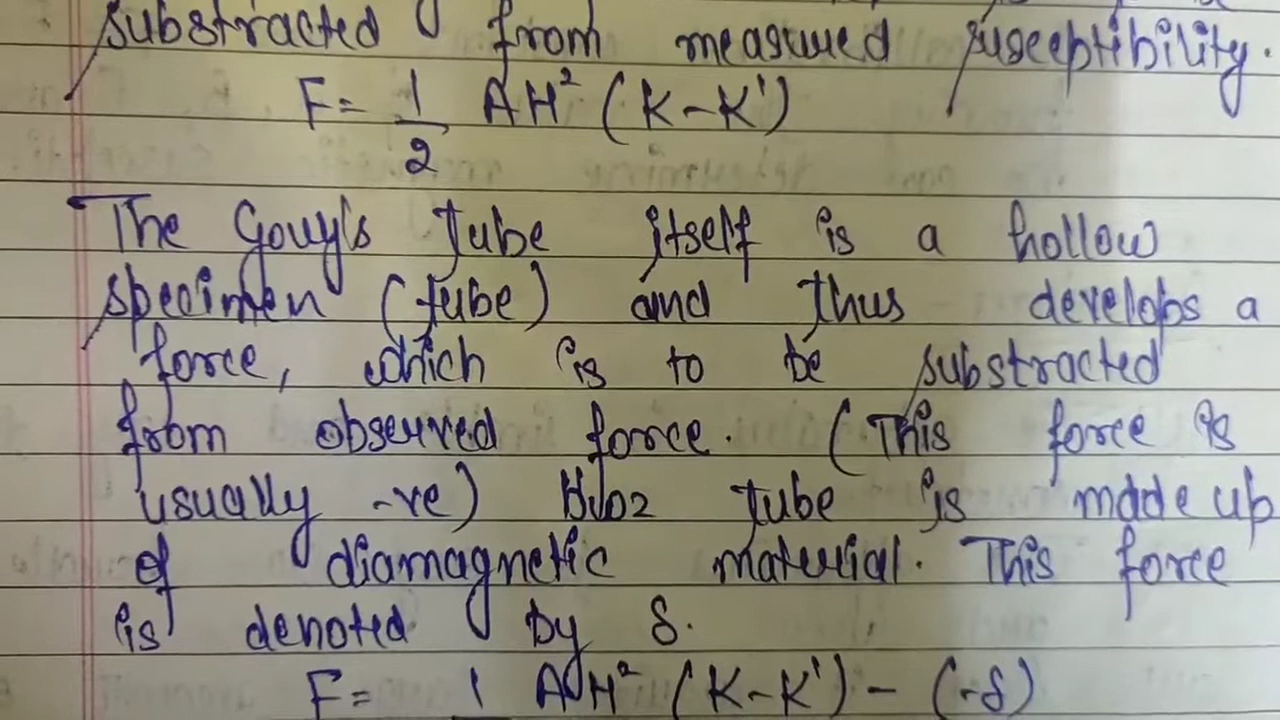 substracted from measured susceptibility.
F = 1/2 AH² (K-K')
The Gouy's tube itself is a hollow
specimen (tube) and thus develops a
force, which is to be substracted
from observed force. (This force is
usually -ve) tube is made up
of diamagnetic material. This force
is denoted by δ.
F = 1 AH² (K-K') - (-δ)